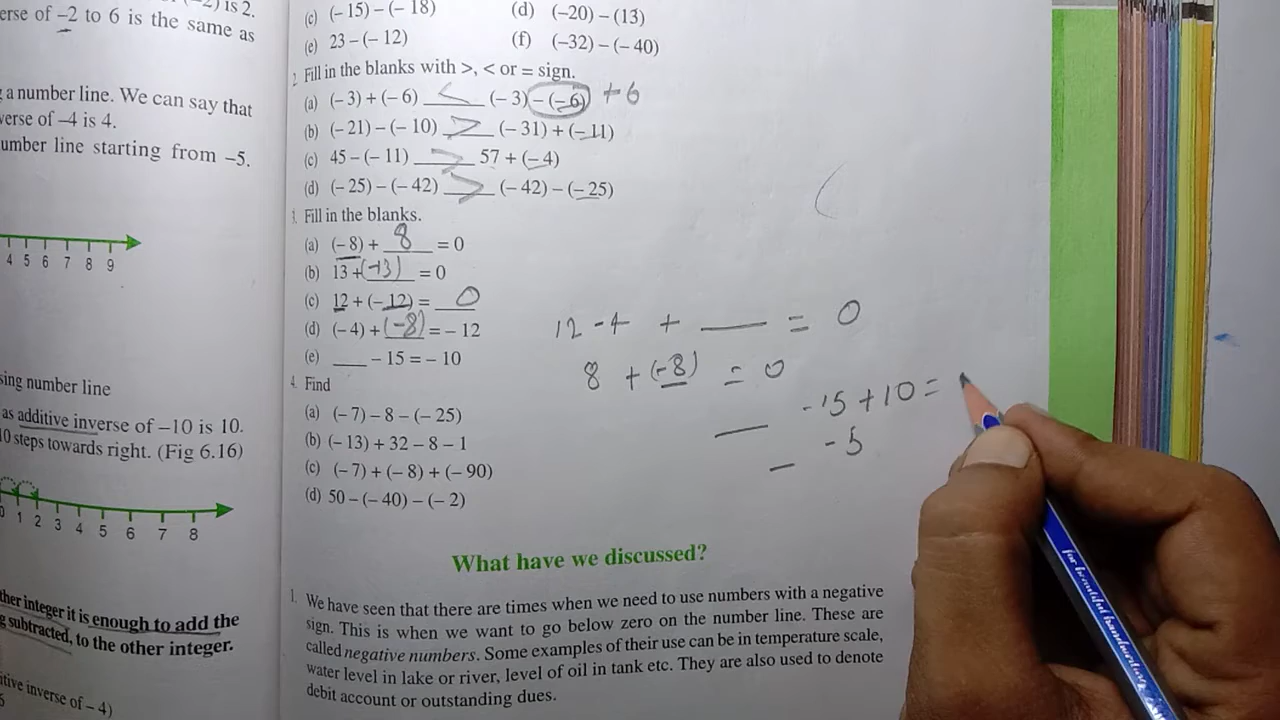 is 2.
erse of –2 to 6 is the same as
g a number line. We can say that
verse of –4 is 4.
umber line starting from –5.
4 5 6 7 8 9
sing number line
as additive inverse of –10 is 10.
10 steps towards right. (Fig 6.16)
0 1 2 3 4 5 6 7 8
ther integer it is enough to add the
g subtracted, to the other integer.
itive inverse of – 4)
(c) (– 15) – (– 18) (d) (–20) – (13)
(e) 23 – (– 12) (f) (–32) – (– 40)
2. Fill in the blanks with >, < or = sign.
(a) (– 3) + (– 6) < (– 3) – (– 6) + 6
(b) (– 21) – (– 10) > (– 31) + (– 11)
(c) 45 – (– 11) > 57 + (– 4)
(d) (– 25) – (– 42) > (– 42) – (– 25)
3. Fill in the blanks.
(a) (– 8) + 8 = 0
(b) 13 + (-13) = 0
(c) 12 + (– 12) = 0
(d) (– 4) + (-8) = – 12
(e) ___ – 15 = – 10
4. Find
(a) (– 7) – 8 – (– 25)
(b) (– 13) + 32 – 8 – 1
(c) (– 7) + (– 8) + (– 90)
(d) 50 – (– 40) – (– 2)
12 -4 + ___ = 0
8 + (-8) = 0
___ -15 + 10 =
_ - 5
What have we discussed?
1. We have seen that there are times when we need to use numbers with a negative
sign. This is when we want to go below zero on the number line. These are
called negative numbers. Some examples of their use can be in temperature scale,
water level in lake or river, level of oil in tank etc. They are also used to denote
debit account or outstanding dues.
for beautiful handwriting